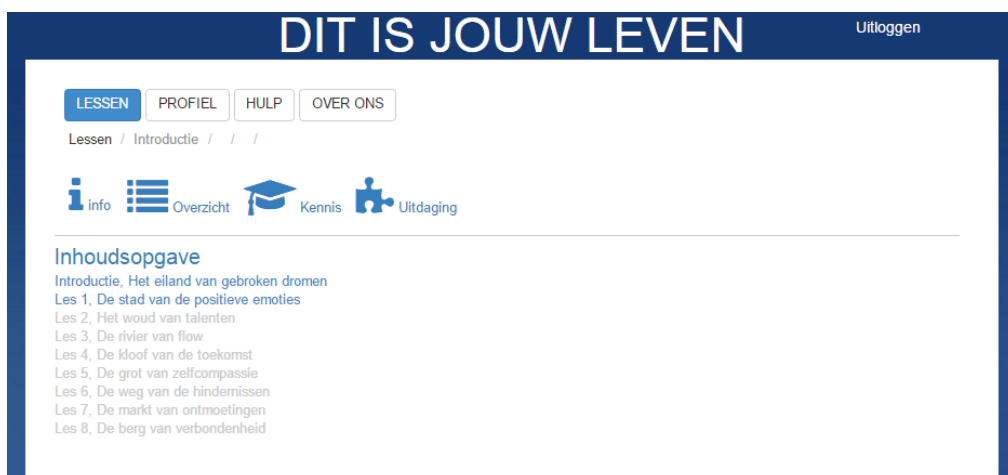 DIT IS JOUW LEVEN Uitloggen
LESSEN PROFIEL HULP OVER ONS
Lessen / Introductie / / /
info Overzicht Kennis Uitdaging
Inhoudsopgave
Introductie, Het eiland van gebroken dromen
Les 1, De stad van de positieve emoties
Les 2, Het woud van talenten
Les 3, De rivier van flow
Les 4, De kloof van de toekomst
Les 5, De grot van zelfcompassie
Les 6, De weg van de hindernissen
Les 7, De markt van ontmoetingen
Les 8, De berg van verbondenheid